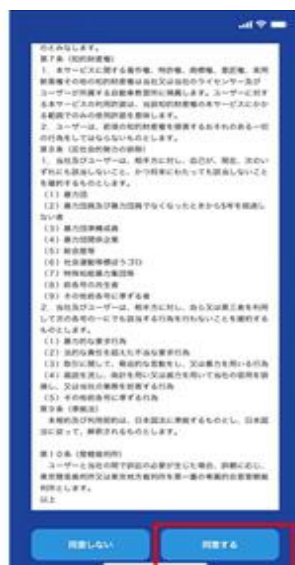 のとみなします。
第7条（知的財産権）
1．本サービスに関する著作権、特許権、商標権、意匠権、実用
新案権その他の知的財産権は当社又は当社のライセンサー及び
ユーザーが所属する自動車教習所に帰属します。ユーザーに対す
る本サービスの利用許諾は、当該知的財産権の本サービスにかか
る範囲でのみの使用許諾を意味します。
2．ユーザーは、前項の知的財産権を侵害するおそれのある一切
の行為をしてはならないものとします。
第8条（反社会的勢力の排除）
1．当社及びユーザーは、相手方に対し、自己が、現在、次のい
ずれにも該当しないこと、かつ将来にわたっても該当しないこと
を確約するものとします。
（1）暴力団
（2）暴力団員及び暴力団員でなくなったときから5年を経過し
ない者
（3）暴力団準構成員
（4）暴力団関係企業
（5）総会屋等
（6）社会運動等標ぼうゴロ
（7）特殊知能暴力集団等
（8）前各号の共生者
（9）その他前各号に準ずる者
2．当社及びユーザーは、相手方に対し、自ら又は第三者を利用
して次の各号の一にでも該当する行為を行わないことを確約する
ものとします。
（1）暴力的な要求行為
（2）法的な責任を超えた不当な要求行為
（3）取引に関して、脅迫的な言動をし、又は暴力を用いる行為
（4）風説を流し、偽計を用い又は威力を用いて当社の信用を毀
損し、又は当社の業務を妨害する行為
（5）その他前各号に準ずる行為
第9条（準拠法）
本規約及び利用契約は、日本国法に準拠するものとし、日本国
法に従って、解釈されるものとします。
第10条（管轄裁判所）
ユーザーと当社の間で訴訟の必要が生じた場合、訴額に応じ、
東京簡易裁判所又は東京地方裁判所を第一審の専属的合意管轄裁
判所とします。
以上
同意しない
同意する